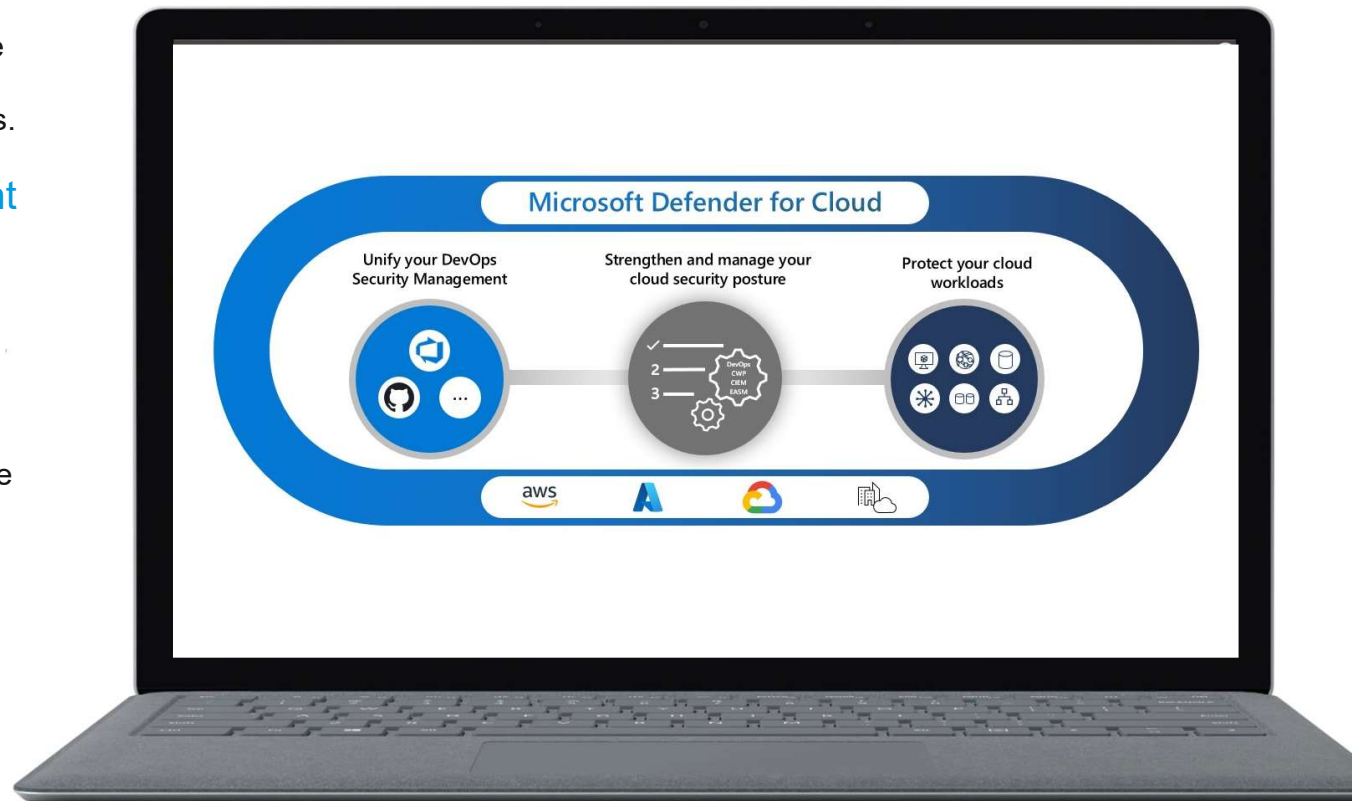 e
s.
nt
e
Microsoft Defender for Cloud
Unify your DevOps
Security Management
Strengthen and manage your
cloud security posture
Protect your cloud
workloads
2
3
DevOps
CWP
CIEM
EASM
...
aws